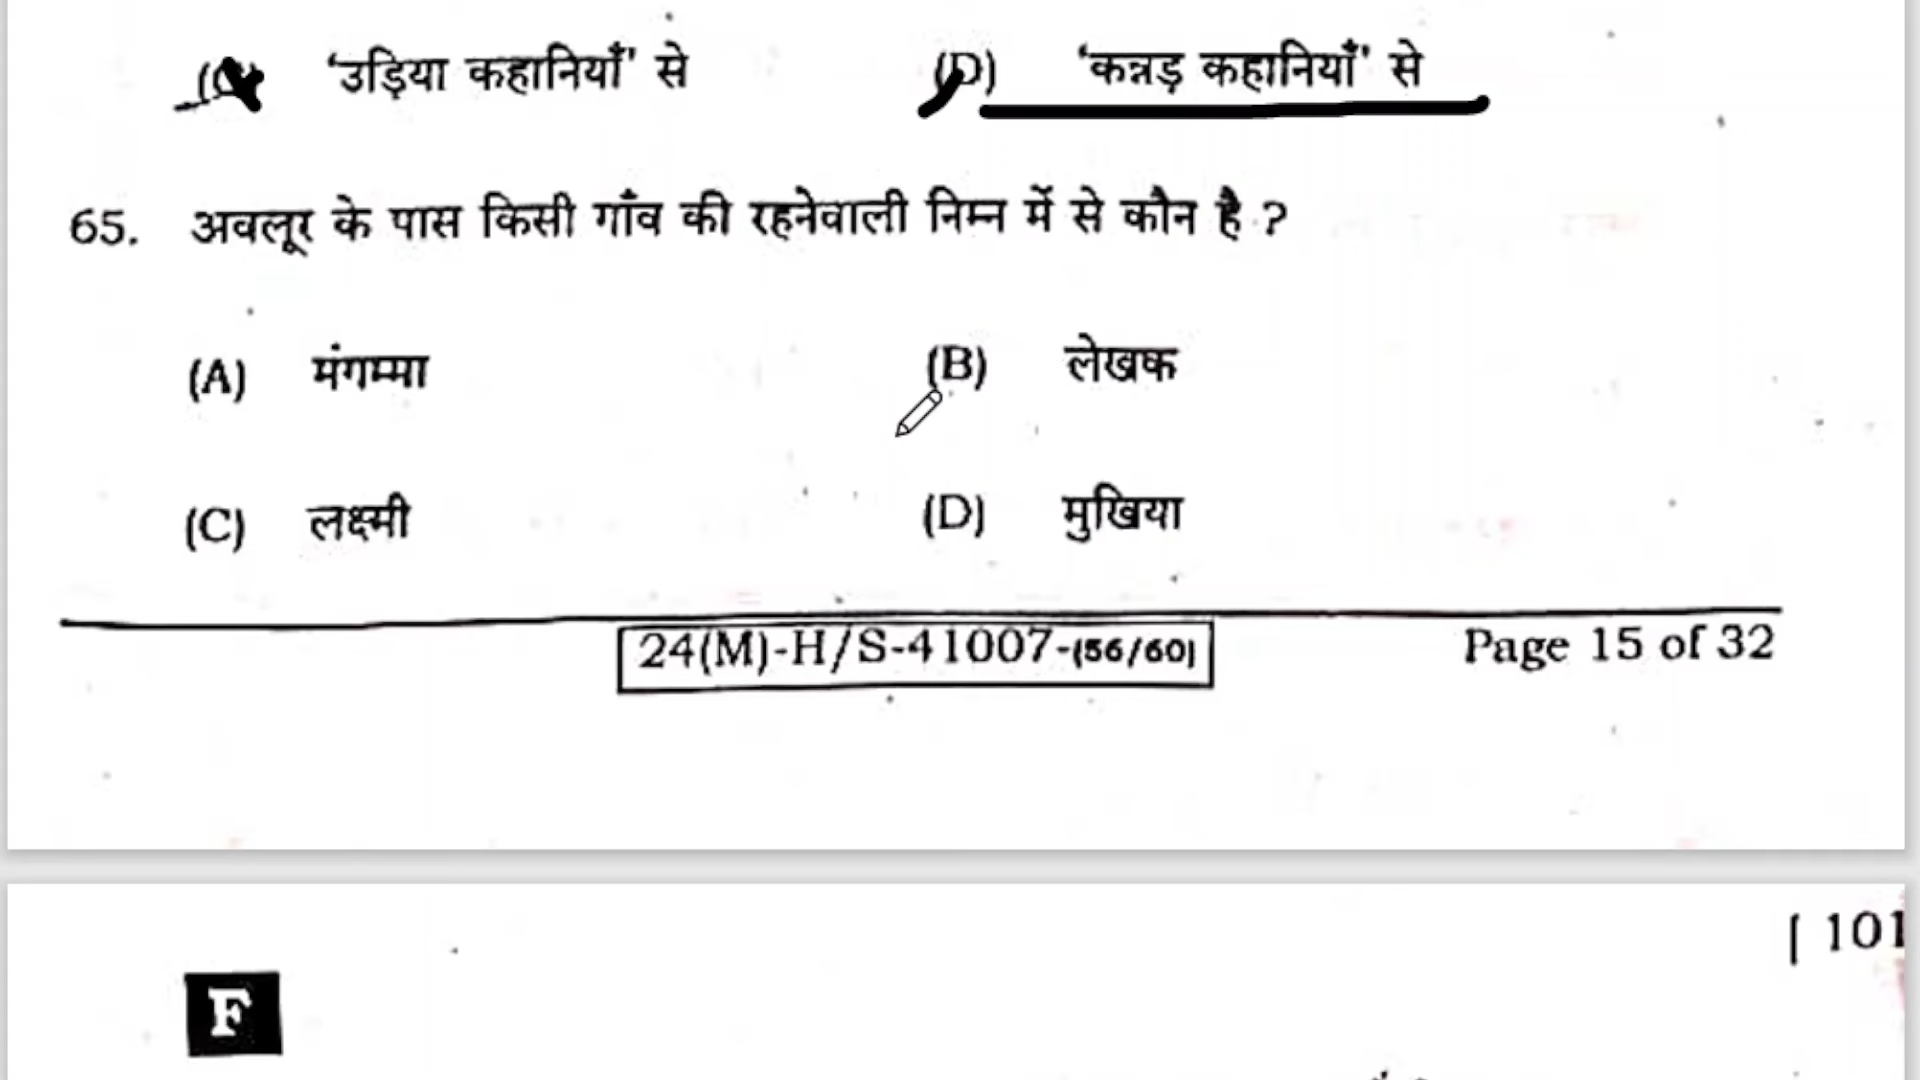 (C) 'उड़िया कहानियाँ' से (D) 'कन्नड़ कहानियाँ' से
65. अवलूर के पास किसी गाँव की रहनेवाली निम्न में से कौन है ?
(A) मंगम्मा (B) लेखक
(C) लक्ष्मी (D) मुखिया
24(M)-H/S-41007-(56/60) Page 15 of 32
[ 101
F